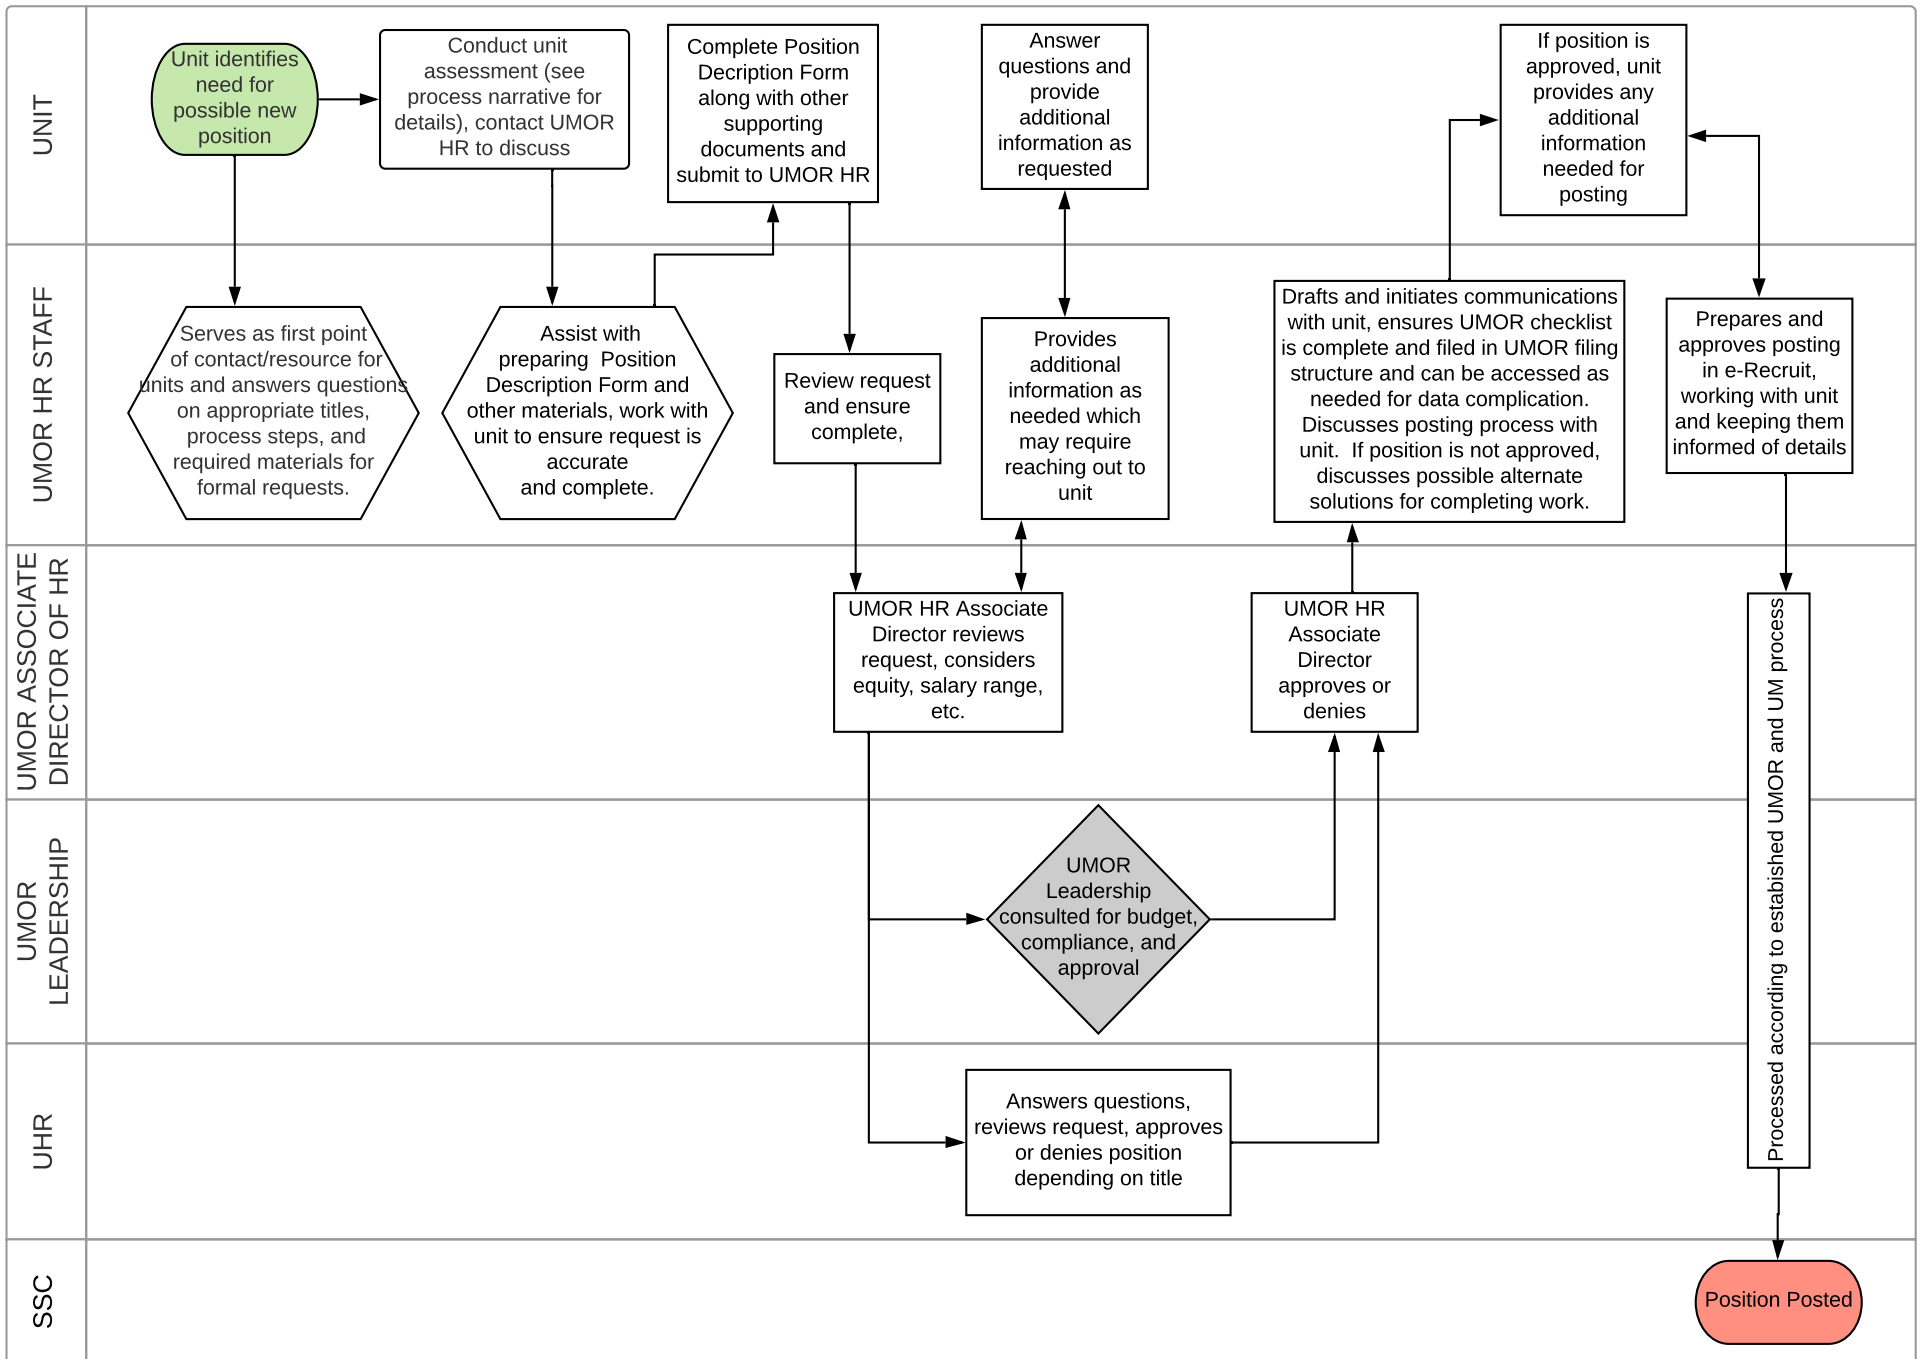 UNIT
Unit identifies
need for
possible new
position
Conduct unit
assessment (see
process narrative for
details), contact UMOR
HR to discuss
Complete Position
Decription Form
along with other
supporting
documents and
submit to UMOR HR
Answer
questions and
provide
additional
information as
requested
If position is
approved, unit
provides any
additional
information
needed for
posting
UMOR HR STAFF
Serves as first point
of contact/resource for
units and answers questions
on appropriate titles,
process steps, and
required materials for
formal requests.
Assist with
preparing  Position
Description Form and
other materials, work with
unit to ensure request is
accurate
and complete.
Review request
and ensure
complete,
Provides
additional
information as
needed which
may require
reaching out to
unit
Drafts and initiates communications
with unit, ensures UMOR checklist
is complete and filed in UMOR filing
structure and can be accessed as
needed for data complication.
Discusses posting process with
unit.  If position is not approved,
discusses possible alternate
solutions for completing work.
Prepares and
approves posting
in e-Recruit,
working with unit
and keeping them
informed of details
UMOR ASSOCIATE
DIRECTOR OF HR
UMOR HR Associate
Director reviews
request, considers
equity, salary range,
etc.
UMOR HR
Associate
Director
approves or
denies
Processed according to estabished UMOR and UM process
UMOR
LEADERSHIP
UMOR
Leadership
consulted for budget,
compliance, and
approval
UHR
Answers questions,
reviews request, approves
or denies position
depending on title
SSC
Position Posted